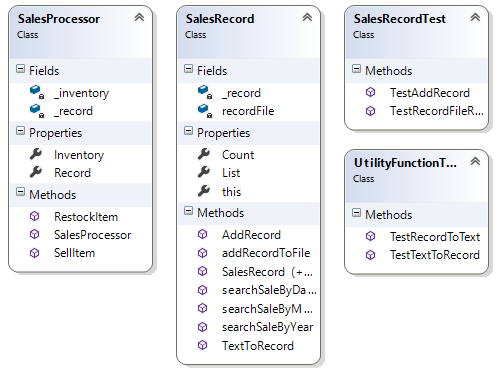 SalesProcessor
Class
Fields
_inventory
_record
Properties
Inventory
Record
Methods
RestockItem
SalesProcessor
SellItem
SalesRecord
Class
Fields
_record
recordFile
Properties
Count
List
this
Methods
AddRecord
addRecordToFile
SalesRecord (+...
searchSaleByDa...
searchSaleByM...
searchSaleByYear
TextToRecord
SalesRecordTest
Class
Methods
TestAddRecord
TestRecordFileR...
UtilityFunctionT...
Class
Methods
TestRecordToText
TestTextToRecord